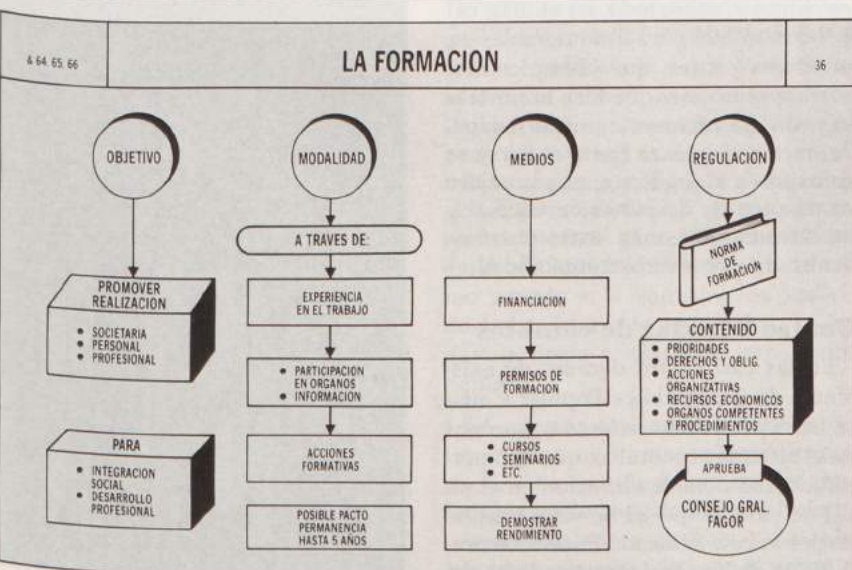 & 64. 65. 66
LA FORMACION
36
OBJETIVO
PROMOVER
REALIZACION
● SOCIETARIA
● PERSONAL
● PROFESIONAL
PARA
● INTEGRACION
SOCIAL
● DESARROLLO
PROFESIONAL
MODALIDAD
A TRAVES DE:
EXPERIENCIA
EN EL TRABAJO
● PARTICIPACION
EN ORGANOS
● INFORMACION
ACCIONES
FORMATIVAS
POSIBLE PACTO
PERMANENCIA
HASTA 5 AÑOS
MEDIOS
FINANCIACION
PERMISOS DE
FORMACION
● CURSOS
● SEMINARIOS
● ETC.
DEMOSTRAR
RENDIMIENTO
REGULACION
NORMA
DE
FORMACION
CONTENIDO
● PRIORIDADES
● DERECHOS Y OBLIG.
● ACCIONES
ORGANIZATIVAS
● RECURSOS ECONOMICOS
● ORGANOS COMPETENTES
Y PROCEDIMIENTOS
APRUEBA
CONSEJO GRAL.
FAGOR